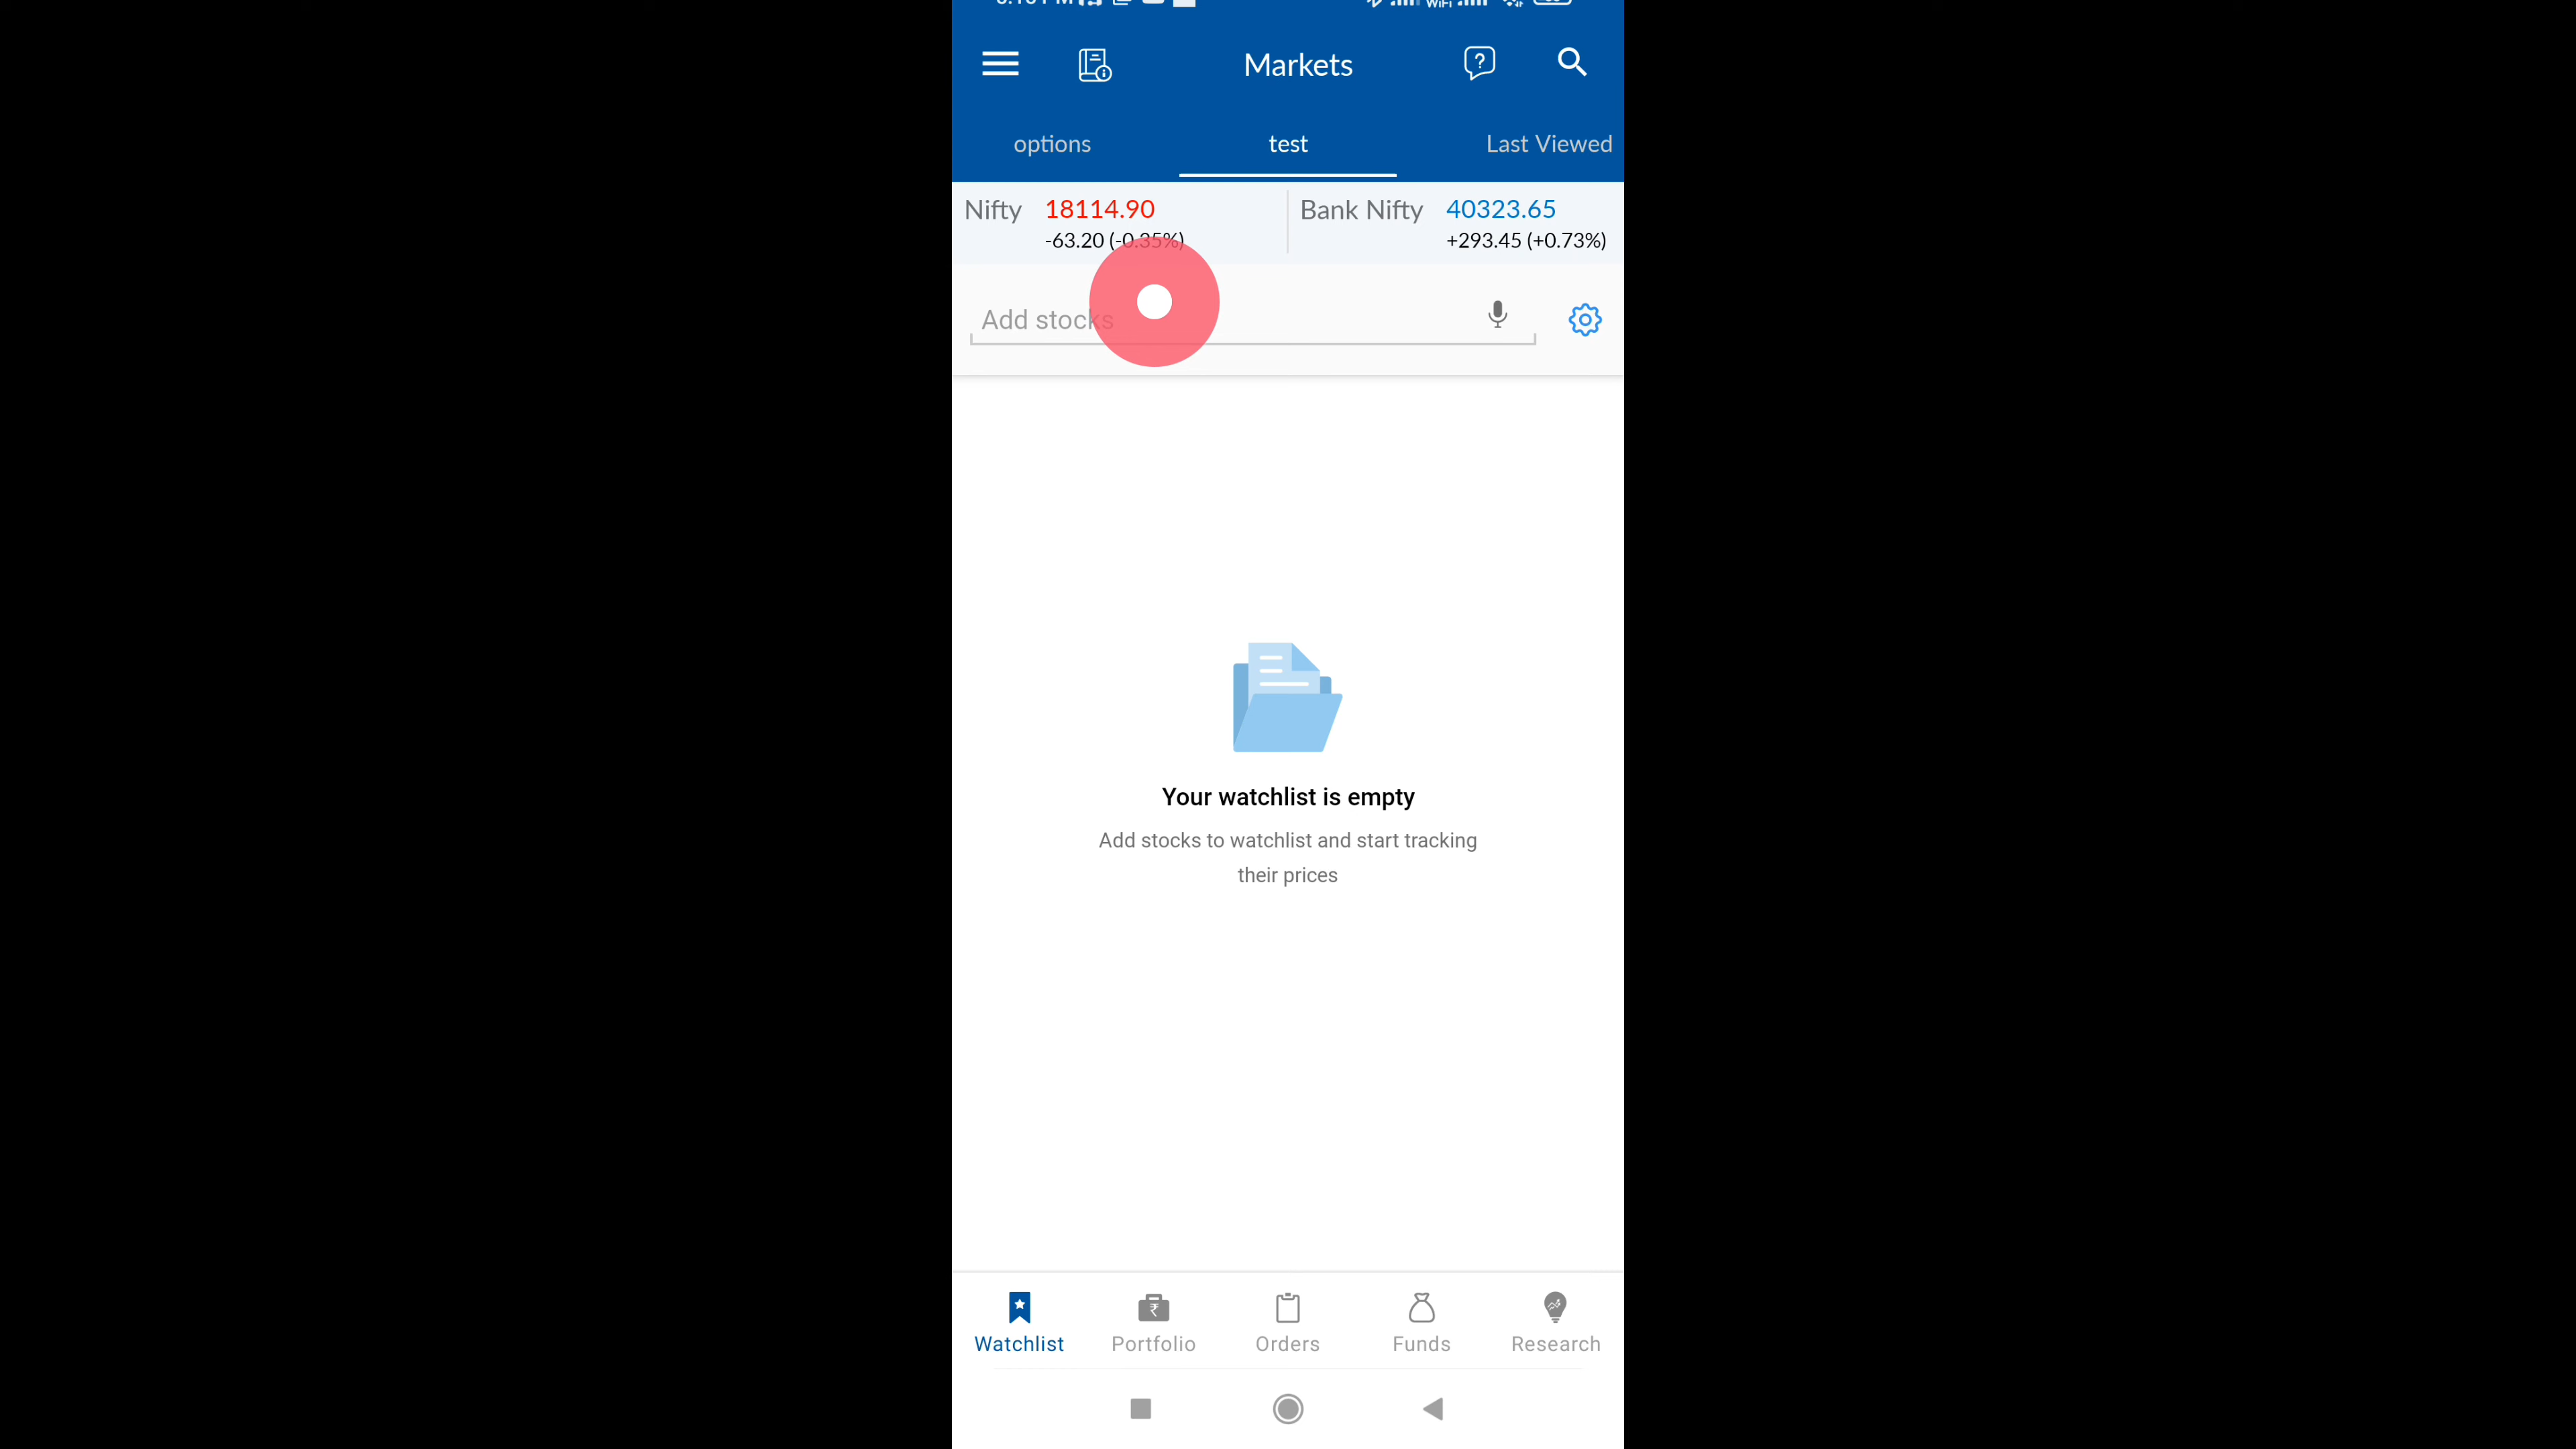 Markets
options test Last Viewed
Nifty 18114.90 Bank Nifty 40323.65
-63.20 (-0.35%) +293.45 (+0.73%)
Add stocks
Your watchlist is empty
Add stocks to watchlist and start tracking
their prices
Watchlist Portfolio Orders Funds Research